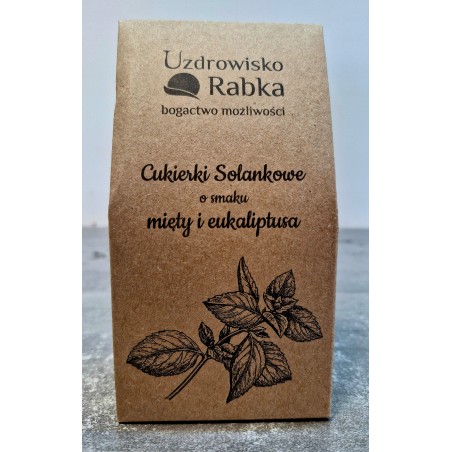 Uzdrowisko
Rabka
bogactwo możliwości
Cukierki Solankowe
o smaku
mięty i eukaliptusa